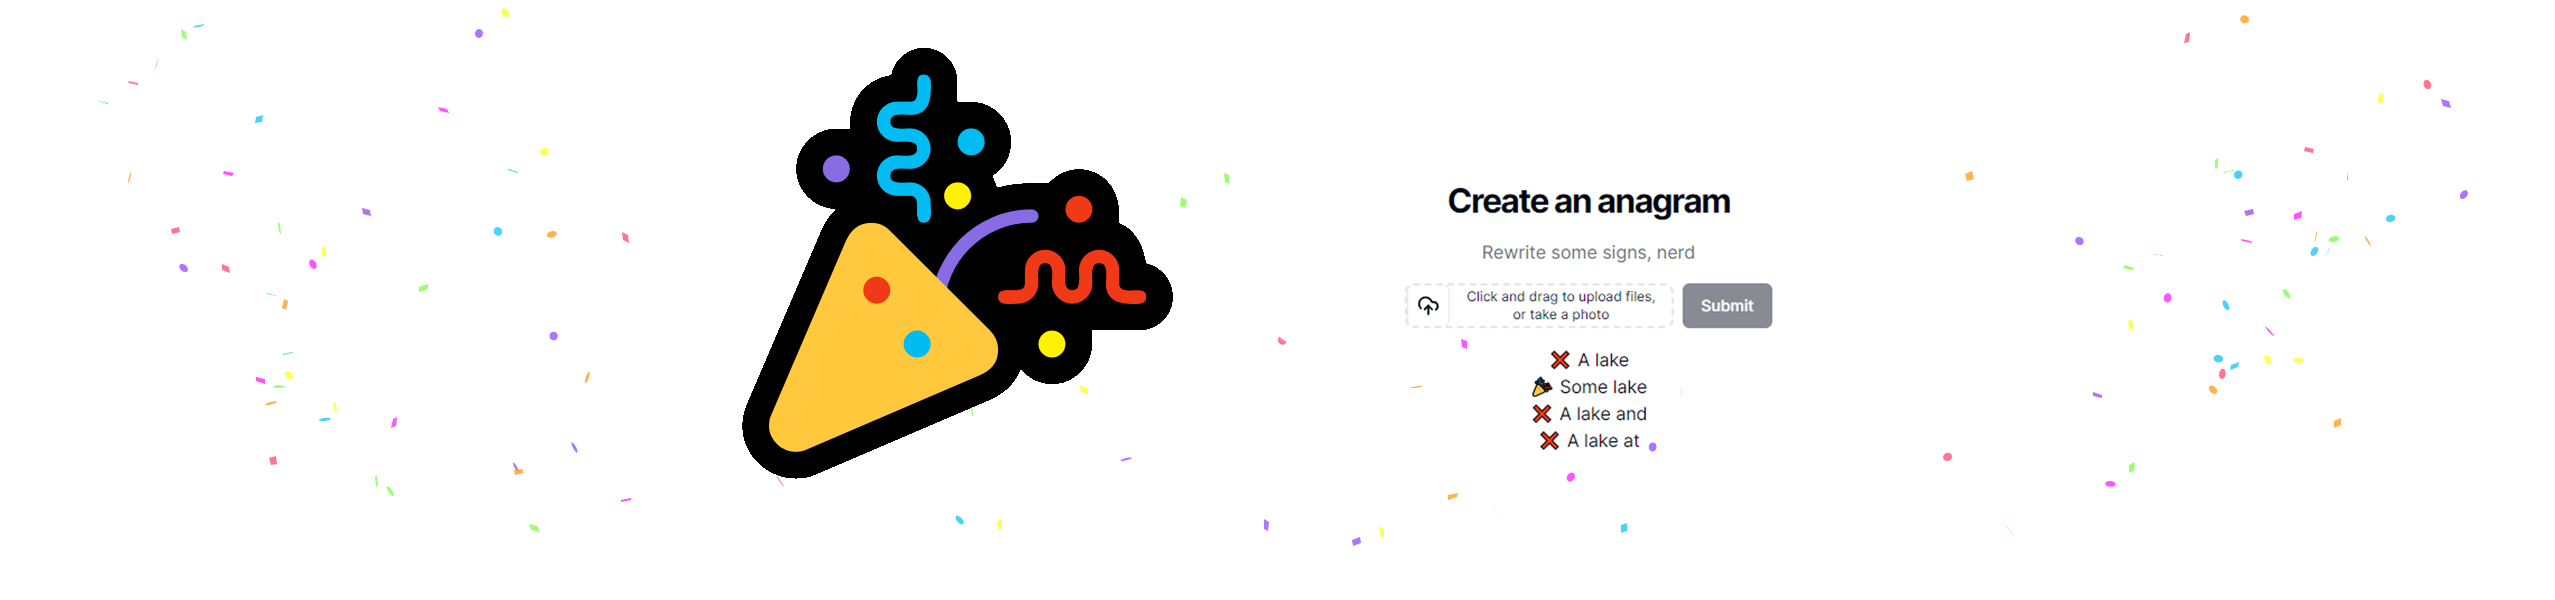 Create an anagram
Rewrite some signs, nerd
Click and drag to upload files,
or take a photo
Submit
A lake
Some lake
A lake and
A lake at